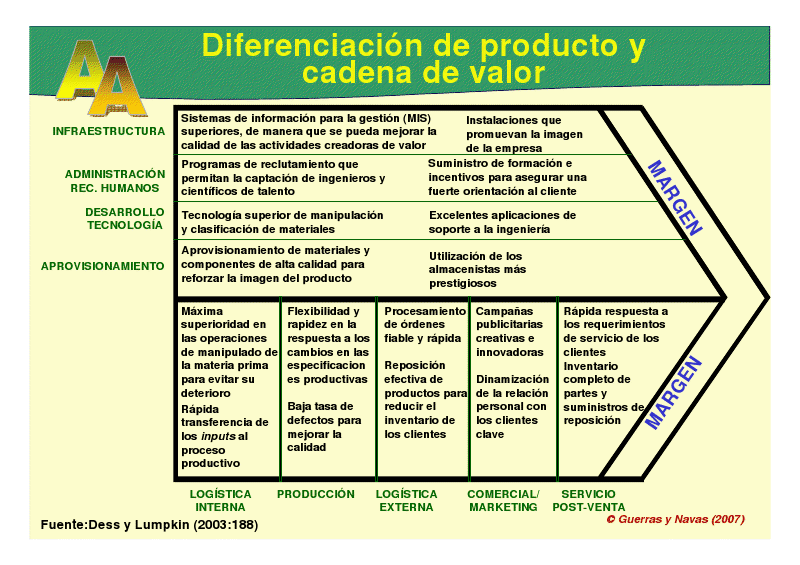 Diferenciación de producto y
cadena de valor
AA
INFRAESTRUCTURA
Sistemas de información para la gestión (MIS)
superiores, de manera que se pueda mejorar la
calidad de las actividades creadoras de valor
Instalaciones que
promuevan la imagen
de la empresa
ADMINISTRACIÓN
REC. HUMANOS
Programas de reclutamiento que
permitan la captación de ingenieros y
científicos de talento
Suministro de formación e
incentivos para asegurar una
fuerte orientación al cliente
DESARROLLO
TECNOLOGÍA
Tecnología superior de manipulación
y clasificación de materiales
Excelentes aplicaciones de
soporte a la ingeniería
APROVISIONAMIENTO
Aprovisionamiento de materiales y
componentes de alta calidad para
reforzar la imagen del producto
Utilización de los
almacenistas más
prestigiosos
MARGEN
Máxima
superioridad en
las operaciones
de manipulado de
la materia prima
para evitar su
deterioro
Rápida
transferencia de
los inputs al
proceso
productivo
Flexibilidad y
rapidez en la
respuesta a los
cambios en las
especificacion
es productivas
Baja tasa de
defectos para
mejorar la
calidad
Procesamiento
de órdenes
fiable y rápida
Reposición
efectiva de
productos para
reducir el
inventario de
los clientes
Campañas
publicitarias
creativas e
innovadoras
Dinamización
de la relación
personal con
los clientes
clave
Rápida respuesta a
los requerimientos
de servicio de los
clientes
Inventario
completo de
partes y
suministros de
reposición
MARGEN
LOGÍSTICA
INTERNA
PRODUCCIÓN
LOGÍSTICA
EXTERNA
COMERCIAL/
MARKETING
SERVICIO
POST-VENTA
Fuente:Dess y Lumpkin (2003:188)
© Guerras y Navas (2007)